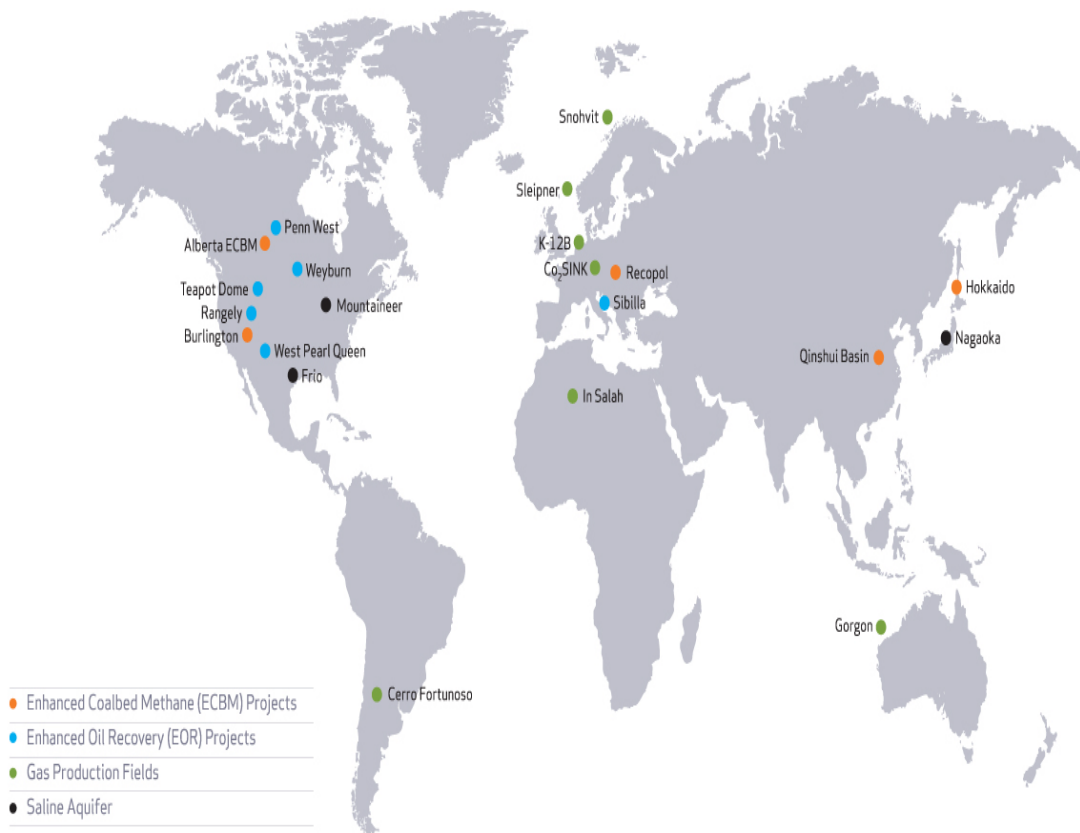 Snohvit
Sleipner
Penn West
Alberta ECBM
K-12B
Co₂SINK
Recopol
Weyburn
Teapot Dome
Hokkaido
Sibilla
Mountaineer
Rangely
Burlington
Nagaoka
West Pearl Queen
Qinshui Basin
Frio
In Salah
Gorgon
Cerro Fortunoso
Enhanced Coalbed Methane (ECBM) Projects
Enhanced Oil Recovery (EOR) Projects
Gas Production Fields
Saline Aquifer